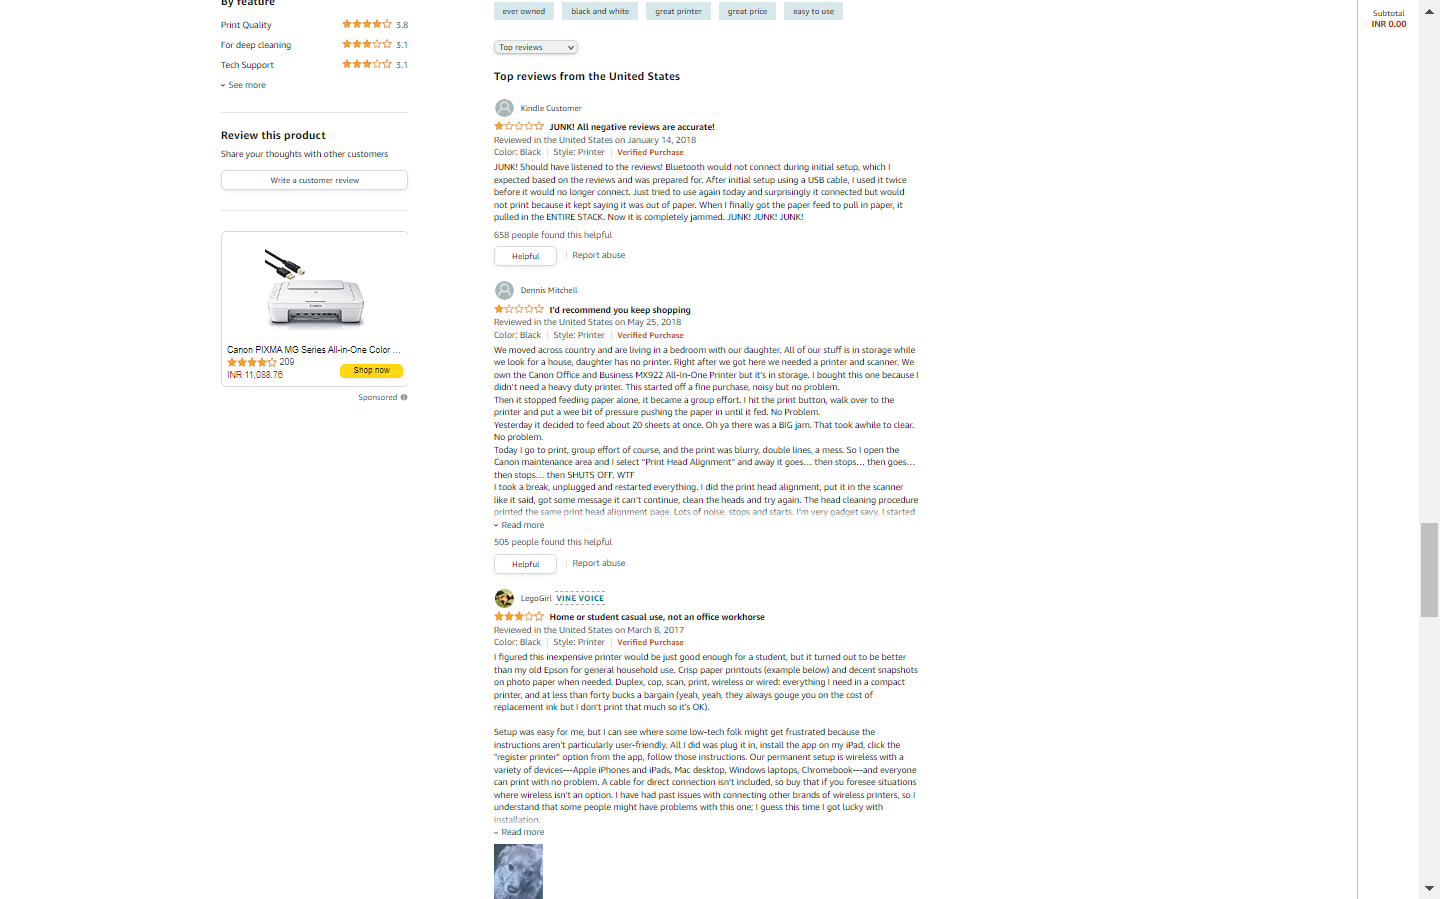 By feature
Print Quality 3.8
For deep cleaning 3.1
Tech Support 3.1
See more
Review this product
Share your thoughts with other customers
Write a customer review
Canon
Canon PIXMA MG Series All-in-One Color ...
209
INR 11,088.76
Shop now
Sponsored
ever owned black and white great printer great price easy to use
Top reviews
Top reviews from the United States
Kindle Customer
JUNK! All negative reviews are accurate!
Reviewed in the United States on January 14, 2018
Color: Black | Style: Printer | Verified Purchase
JUNK! Should have listened to the reviews! Bluetooth would not connect during initial setup, which I
expected based on the reviews and was prepared for. After initial setup using a USB cable, I used it twice
before it would no longer connect. Just tried to use again today and surprisingly it connected but would
not print because it kept saying it was out of paper. When I finally got the paper feed to pull in paper, it
pulled in the ENTIRE STACK. Now it is completely jammed. JUNK! JUNK! JUNK!
658 people found this helpful
Helpful | Report abuse
Dennis Mitchell
I'd recommend you keep shopping
Reviewed in the United States on May 25, 2018
Color: Black | Style: Printer | Verified Purchase
We moved across country and are living in a bedroom with our daughter. All of our stuff is in storage while
we look for a house, daughter has no printer. Right after we got here we needed a printer and scanner. We
own the Canon Office and Business MX922 All-In-One Printer but it's in storage. I bought this one because I
didn't need a heavy duty printer. This started off a fine purchase, noisy but no problem.
Then it stopped feeding paper alone, it became a group effort. I hit the print button, walk over to the
printer and put a wee bit of pressure pushing the paper in until it fed. No Problem.
Yesterday it decided to feed about 20 sheets at once. Oh ya there was a BIG jam. That took awhile to clear.
No problem.
Today I go to print, group effort of course, and the print was blurry, double lines, a mess. So I open the
Canon maintenance area and I select “Print Head Alignment” and away it goes… then stops… then goes…
then stops… then SHUTS OFF. WTF
I took a break, unplugged and restarted everything. I did the print head alignment, put it in the scanner
like it said, got some message it can't continue, clean the heads and try again. The head cleaning procedure
printed the same print head alignment page. Lots of noise, stops and starts. I'm very gadget savy, I started
Read more
505 people found this helpful
Helpful | Report abuse
LegoGirl VINE VOICE
Home or student casual use, not an office workhorse
Reviewed in the United States on March 8, 2017
Color: Black | Style: Printer | Verified Purchase
I figured this inexpensive printer would be just good enough for a student, but it turned out to be better
than my old Epson for general household use. Crisp paper printouts (example below) and decent snapshots
on photo paper when needed. Duplex, cop, scan, print, wireless or wired: everything I need in a compact
printer, and at less than forty bucks a bargain (yeah, yeah, they always gouge you on the cost of
replacement ink but I don't print that much so it's OK).
Setup was easy for me, but I can see where some low-tech folk might get frustrated because the
instructions aren't particularly user-friendly. All I did was plug it in, install the app on my iPad, click the
"register printer" option from the app, follow those instructions. Our permanent setup is wireless with a
variety of devices---Apple iPhones and iPads, Mac desktop, Windows laptops, Chromebook---and everyone
can print with no problem. A cable for direct connection isn't included, so buy that if you foresee situations
where wireless isn't an option. I have had past issues with connecting other brands of wireless printers, so I
understand that some people might have problems with this one; I guess this time I got lucky with
installation.
Read more
Subtotal
INR 0.00